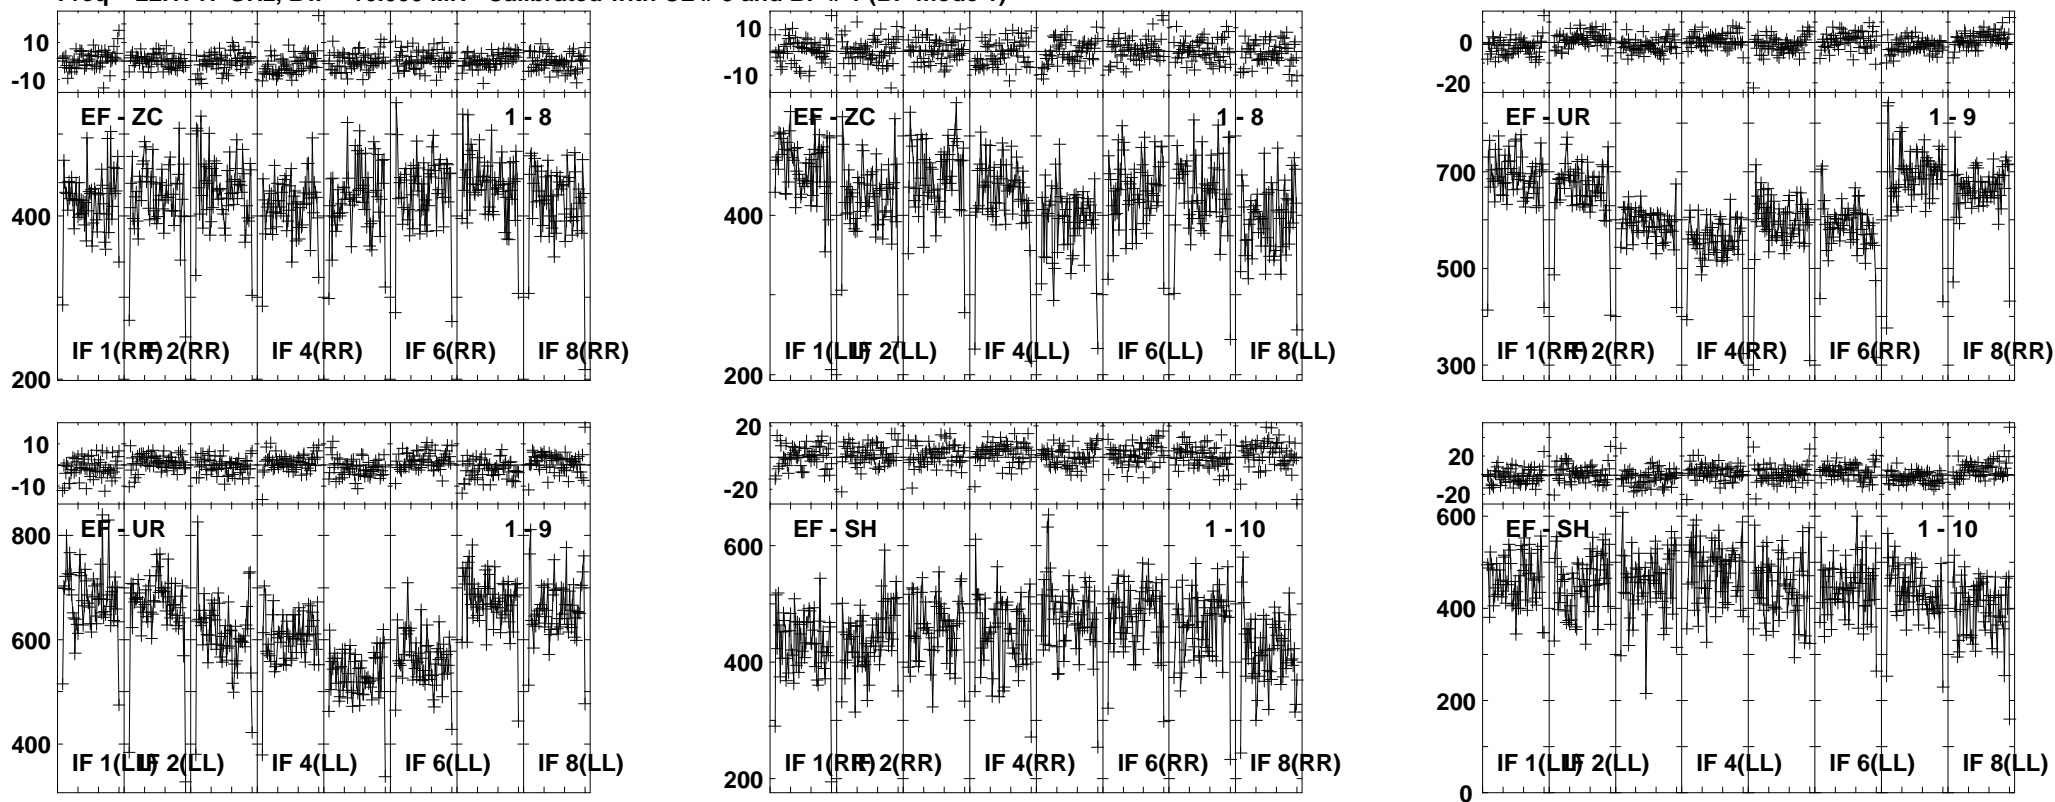 Calibrated with
10
-10
EF - ZC
1 - 8
400
IF 1(RR)
IF 2(RR)
IF 4(RR)
IF 6(RR)
IF 8(RR)
200
10
-10
EF - ZC
1 - 8
400
IF 1(LL)
IF 2(LL)
IF 4(LL)
IF 6(LL)
IF 8(LL)
200
0
-20
EF - UR
1 - 9
700
500
IF 1(RR)
IF 2(RR)
IF 4(RR)
IF 6(RR)
IF 8(RR)
300
10
-10
800
EF - UR
1 - 9
600
400
IF 1(LL)
IF 2(LL)
IF 4(LL)
IF 6(LL)
IF 8(LL)
20
-20
EF - SH
1 - 10
600
400
IF 1(RR)
IF 2(RR)
IF 4(RR)
IF 6(RR)
IF 8(RR)
200
20
-20
600
EF - SH
1 - 10
400
200
IF 1(LL)
IF 2(LL)
IF 4(LL)
IF 6(LL)
IF 8(LL)
0